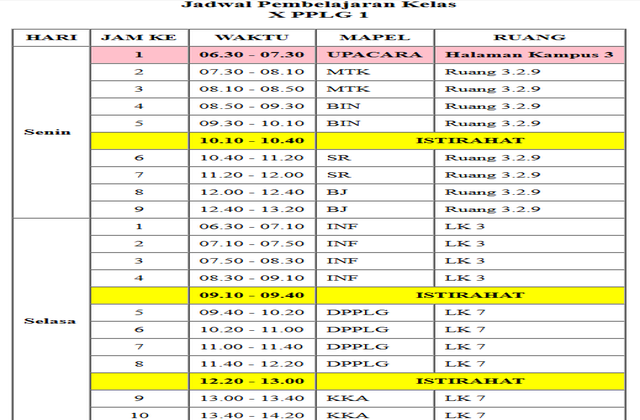 Jadwal Pembelajaran Kelas
X PPLG 1
HARI JAM KE WAKTU MAPEL RUANG
Senin
1 06.30 - 07.30 UPACARA Halaman Kampus 3
2 07.30 - 08.10 MTK Ruang 3.2.9
3 08.10 - 08.50 MTK Ruang 3.2.9
4 08.50 - 09.30 BIN Ruang 3.2.9
5 09.30 - 10.10 BIN Ruang 3.2.9
10.10 - 10.40 ISTIRAHAT
6 10.40 - 11.20 SR Ruang 3.2.9
7 11.20 - 12.00 SR Ruang 3.2.9
8 12.00 - 12.40 BJ Ruang 3.2.9
9 12.40 - 13.20 BJ Ruang 3.2.9
Selasa
1 06.30 - 07.10 INF LK 3
2 07.10 - 07.50 INF LK 3
3 07.50 - 08.30 INF LK 3
4 08.30 - 09.10 INF LK 3
09.10 - 09.40 ISTIRAHAT
5 09.40 - 10.20 DPPLG LK 7
6 10.20 - 11.00 DPPLG LK 7
7 11.00 - 11.40 DPPLG LK 7
8 11.40 - 12.20 DPPLG LK 7
12.20 - 13.00 ISTIRAHAT
9 13.00 - 13.40 KKA LK 7
10 13.40 - 14.20 KKA LK 7